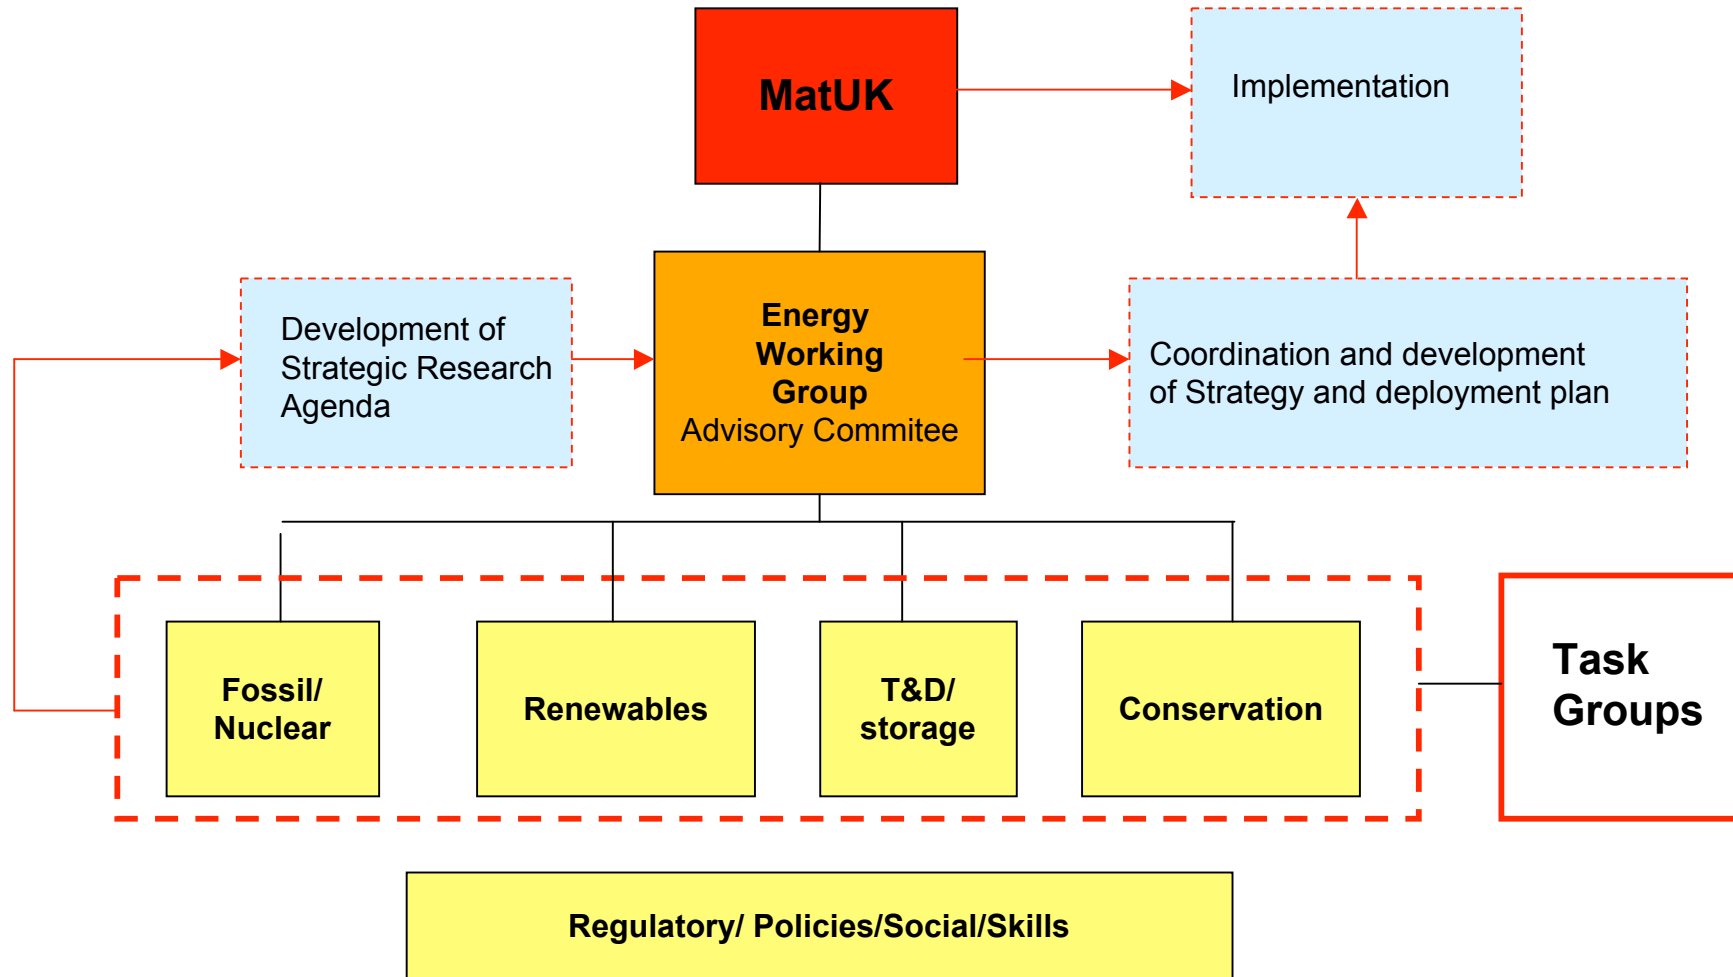 MatUK
Implementation
Development of
Strategic Research
Agenda
Energy
Working
Group
Advisory Commitee
Coordination and development
of Strategy and deployment plan
Fossil/
Nuclear
Renewables
T&D/
storage
Conservation
Task
Groups
Regulatory/ Policies/Social/Skills